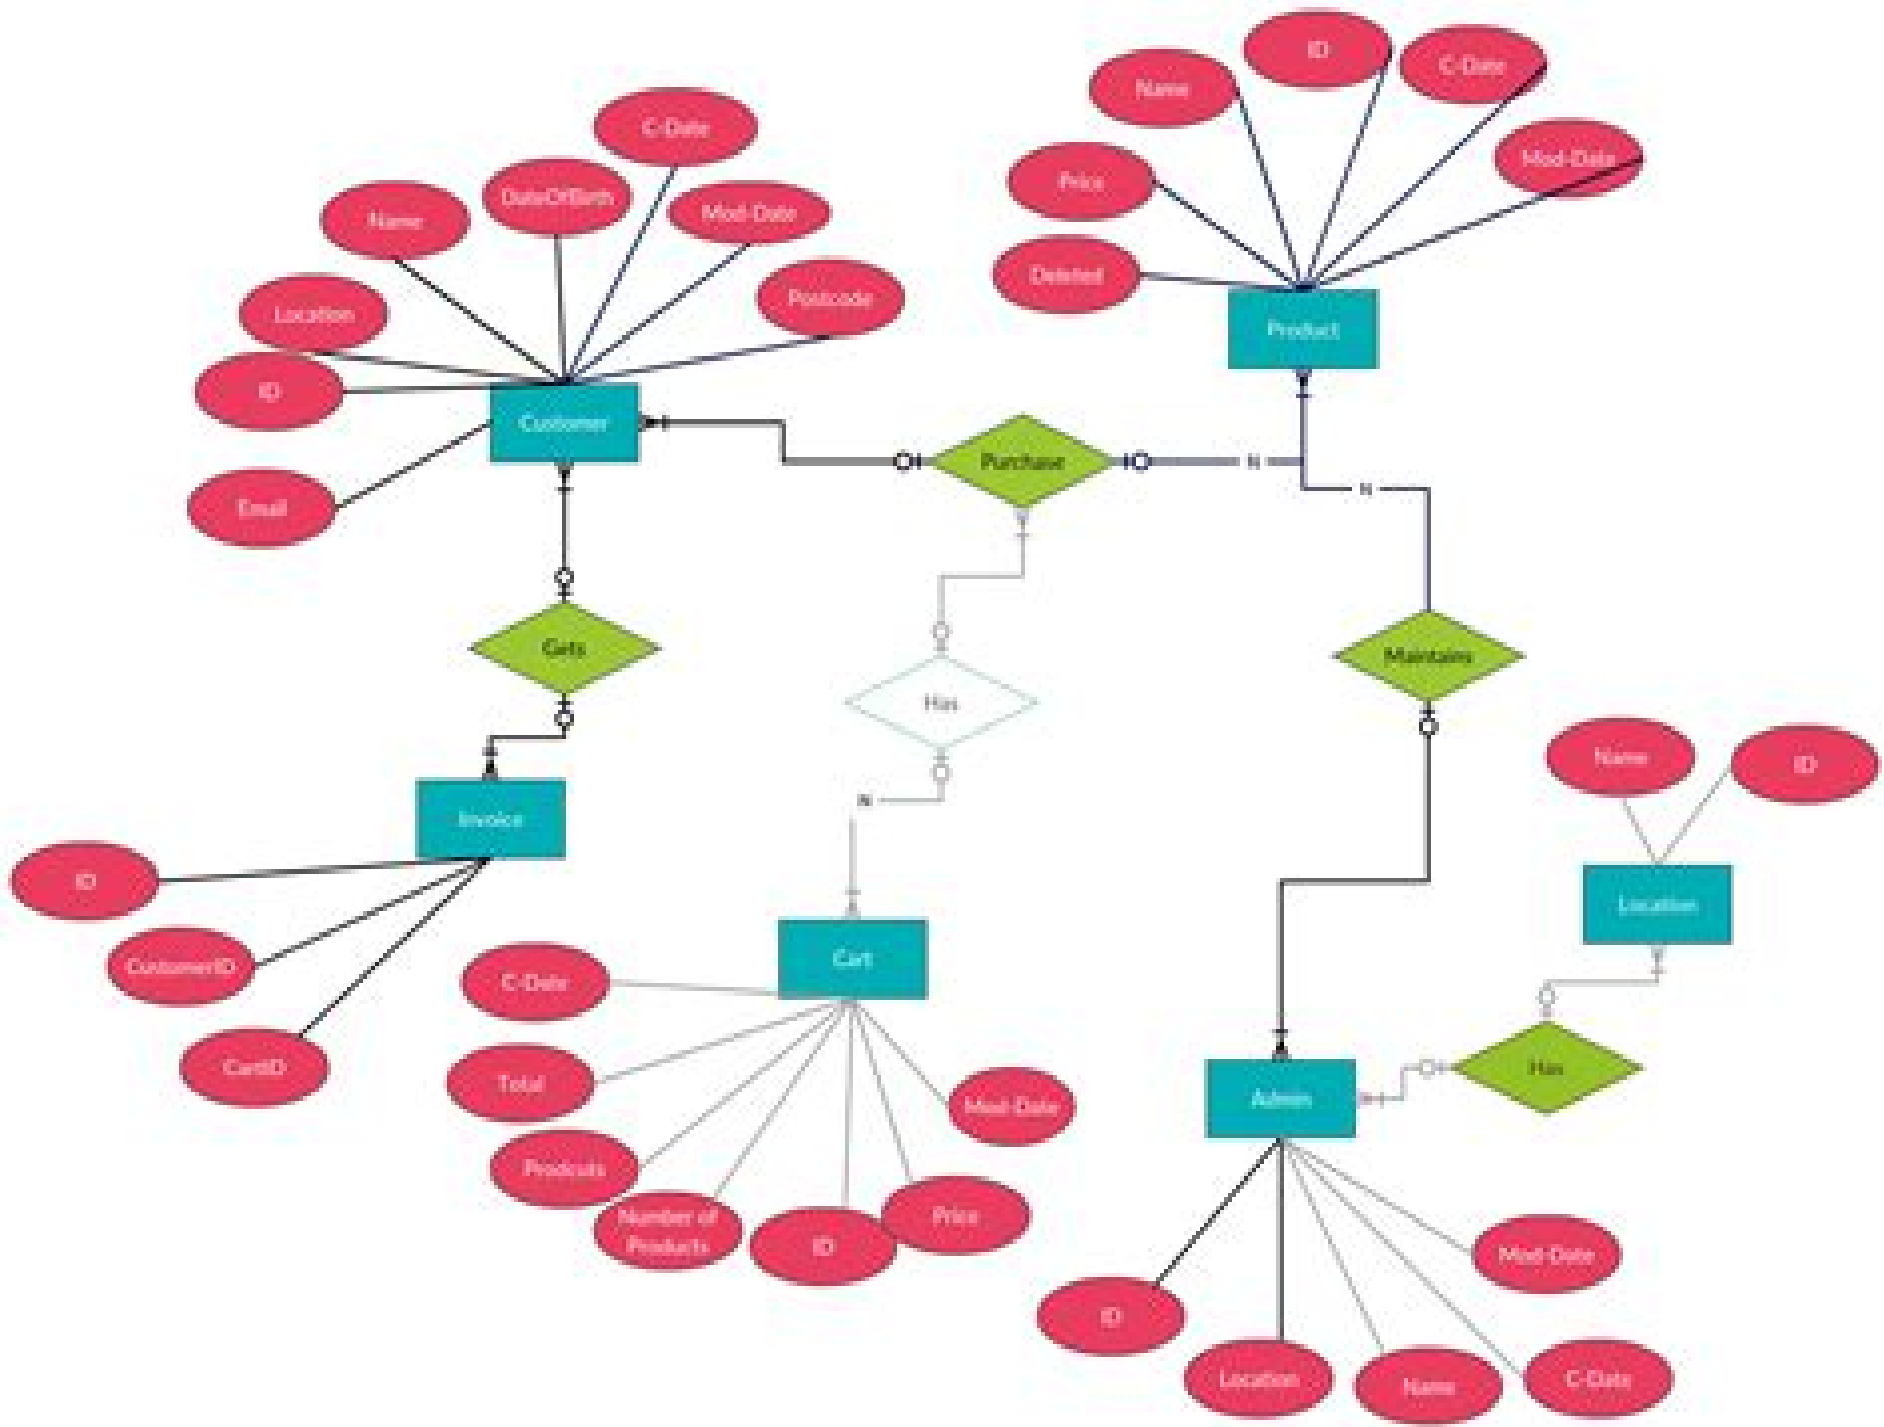 ID
C-Date
Name
Mod-Date
Price
Deleted
Product
C-Date
DateOfBirth
Mod-Date
Name
Postcode
Location
ID
Customer
Email
Purchase
N
N
Gets
Maintains
Has
N
Name
ID
Invoice
Location
ID
CustomerID
CartID
Cart
C-Date
Total
Prodcuts
Number of
Products
ID
Price
Mod-Date
Has
Admin
Mod-Date
ID
Location
Name
C-Date